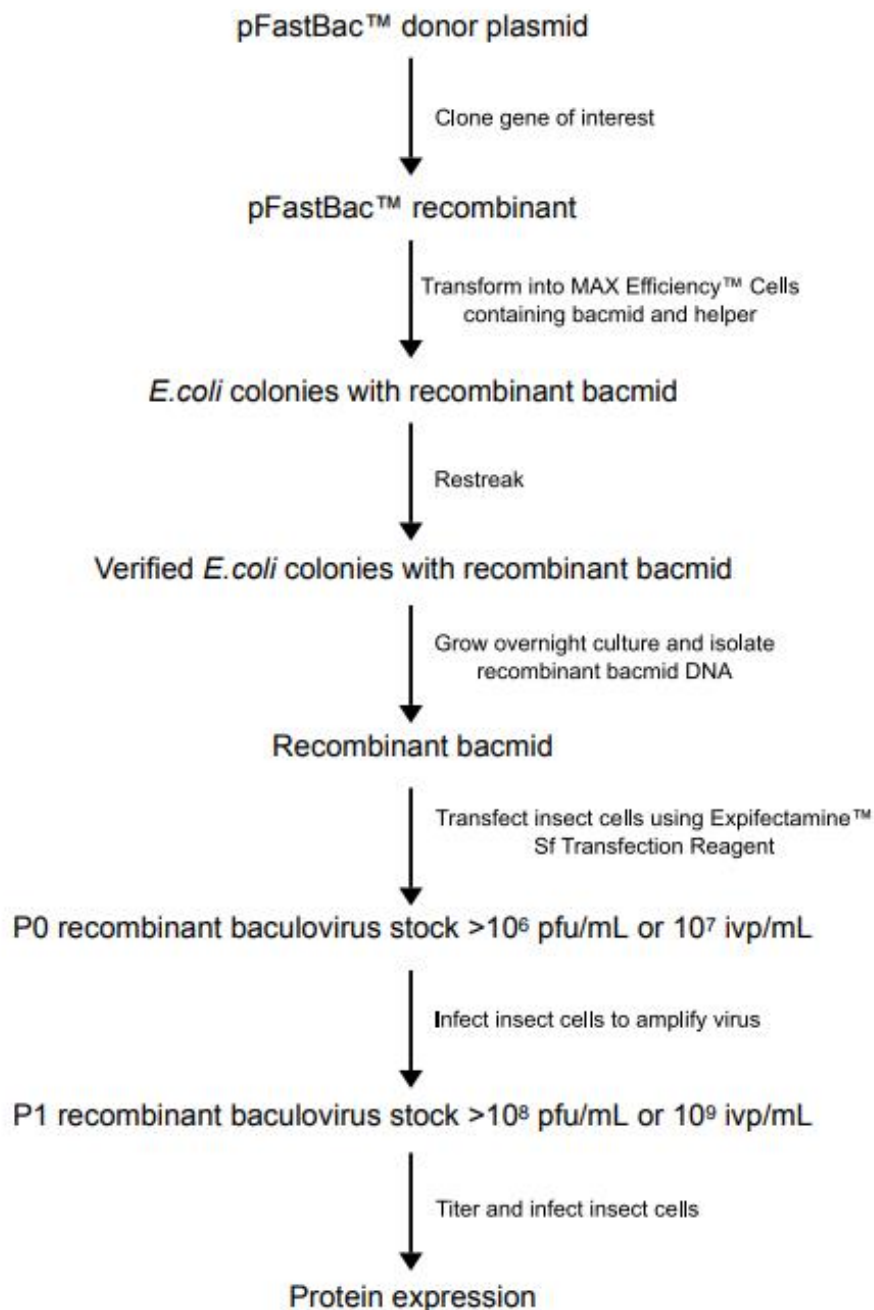 pFastBac™ donor plasmid
Clone gene of interest
pFastBac™ recombinant
Transform into MAX Efficiency™ Cells
containing bacmid and helper
E.coli colonies with recombinant bacmid
Restreak
Verified E.coli colonies with recombinant bacmid
Grow overnight culture and isolate
recombinant bacmid DNA
Recombinant bacmid
Transfect insect cells using Expifectamine™
Sf Transfection Reagent
P0 recombinant baculovirus stock >10⁶ pfu/mL or 10⁷ ivp/mL
Infect insect cells to amplify virus
P1 recombinant baculovirus stock >10⁸ pfu/mL or 10⁹ ivp/mL
Titer and infect insect cells
Protein expression